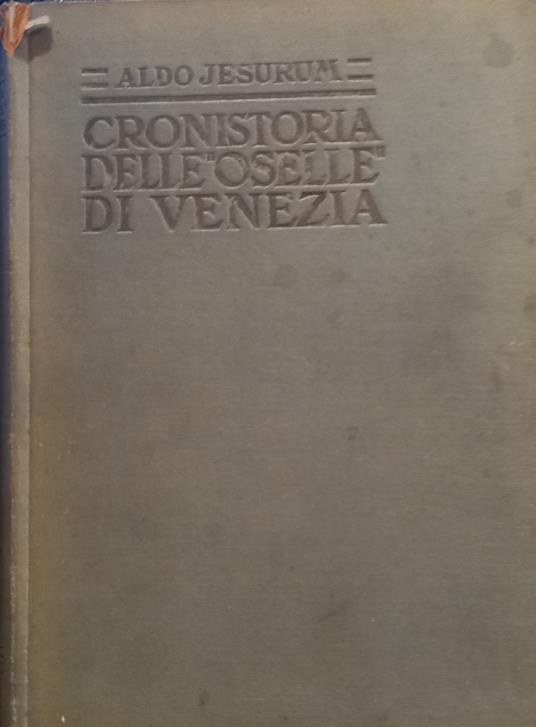 ALDO JESURUM
CRONISTORIA
DELLE "OSELLE"
DI VENEZIA